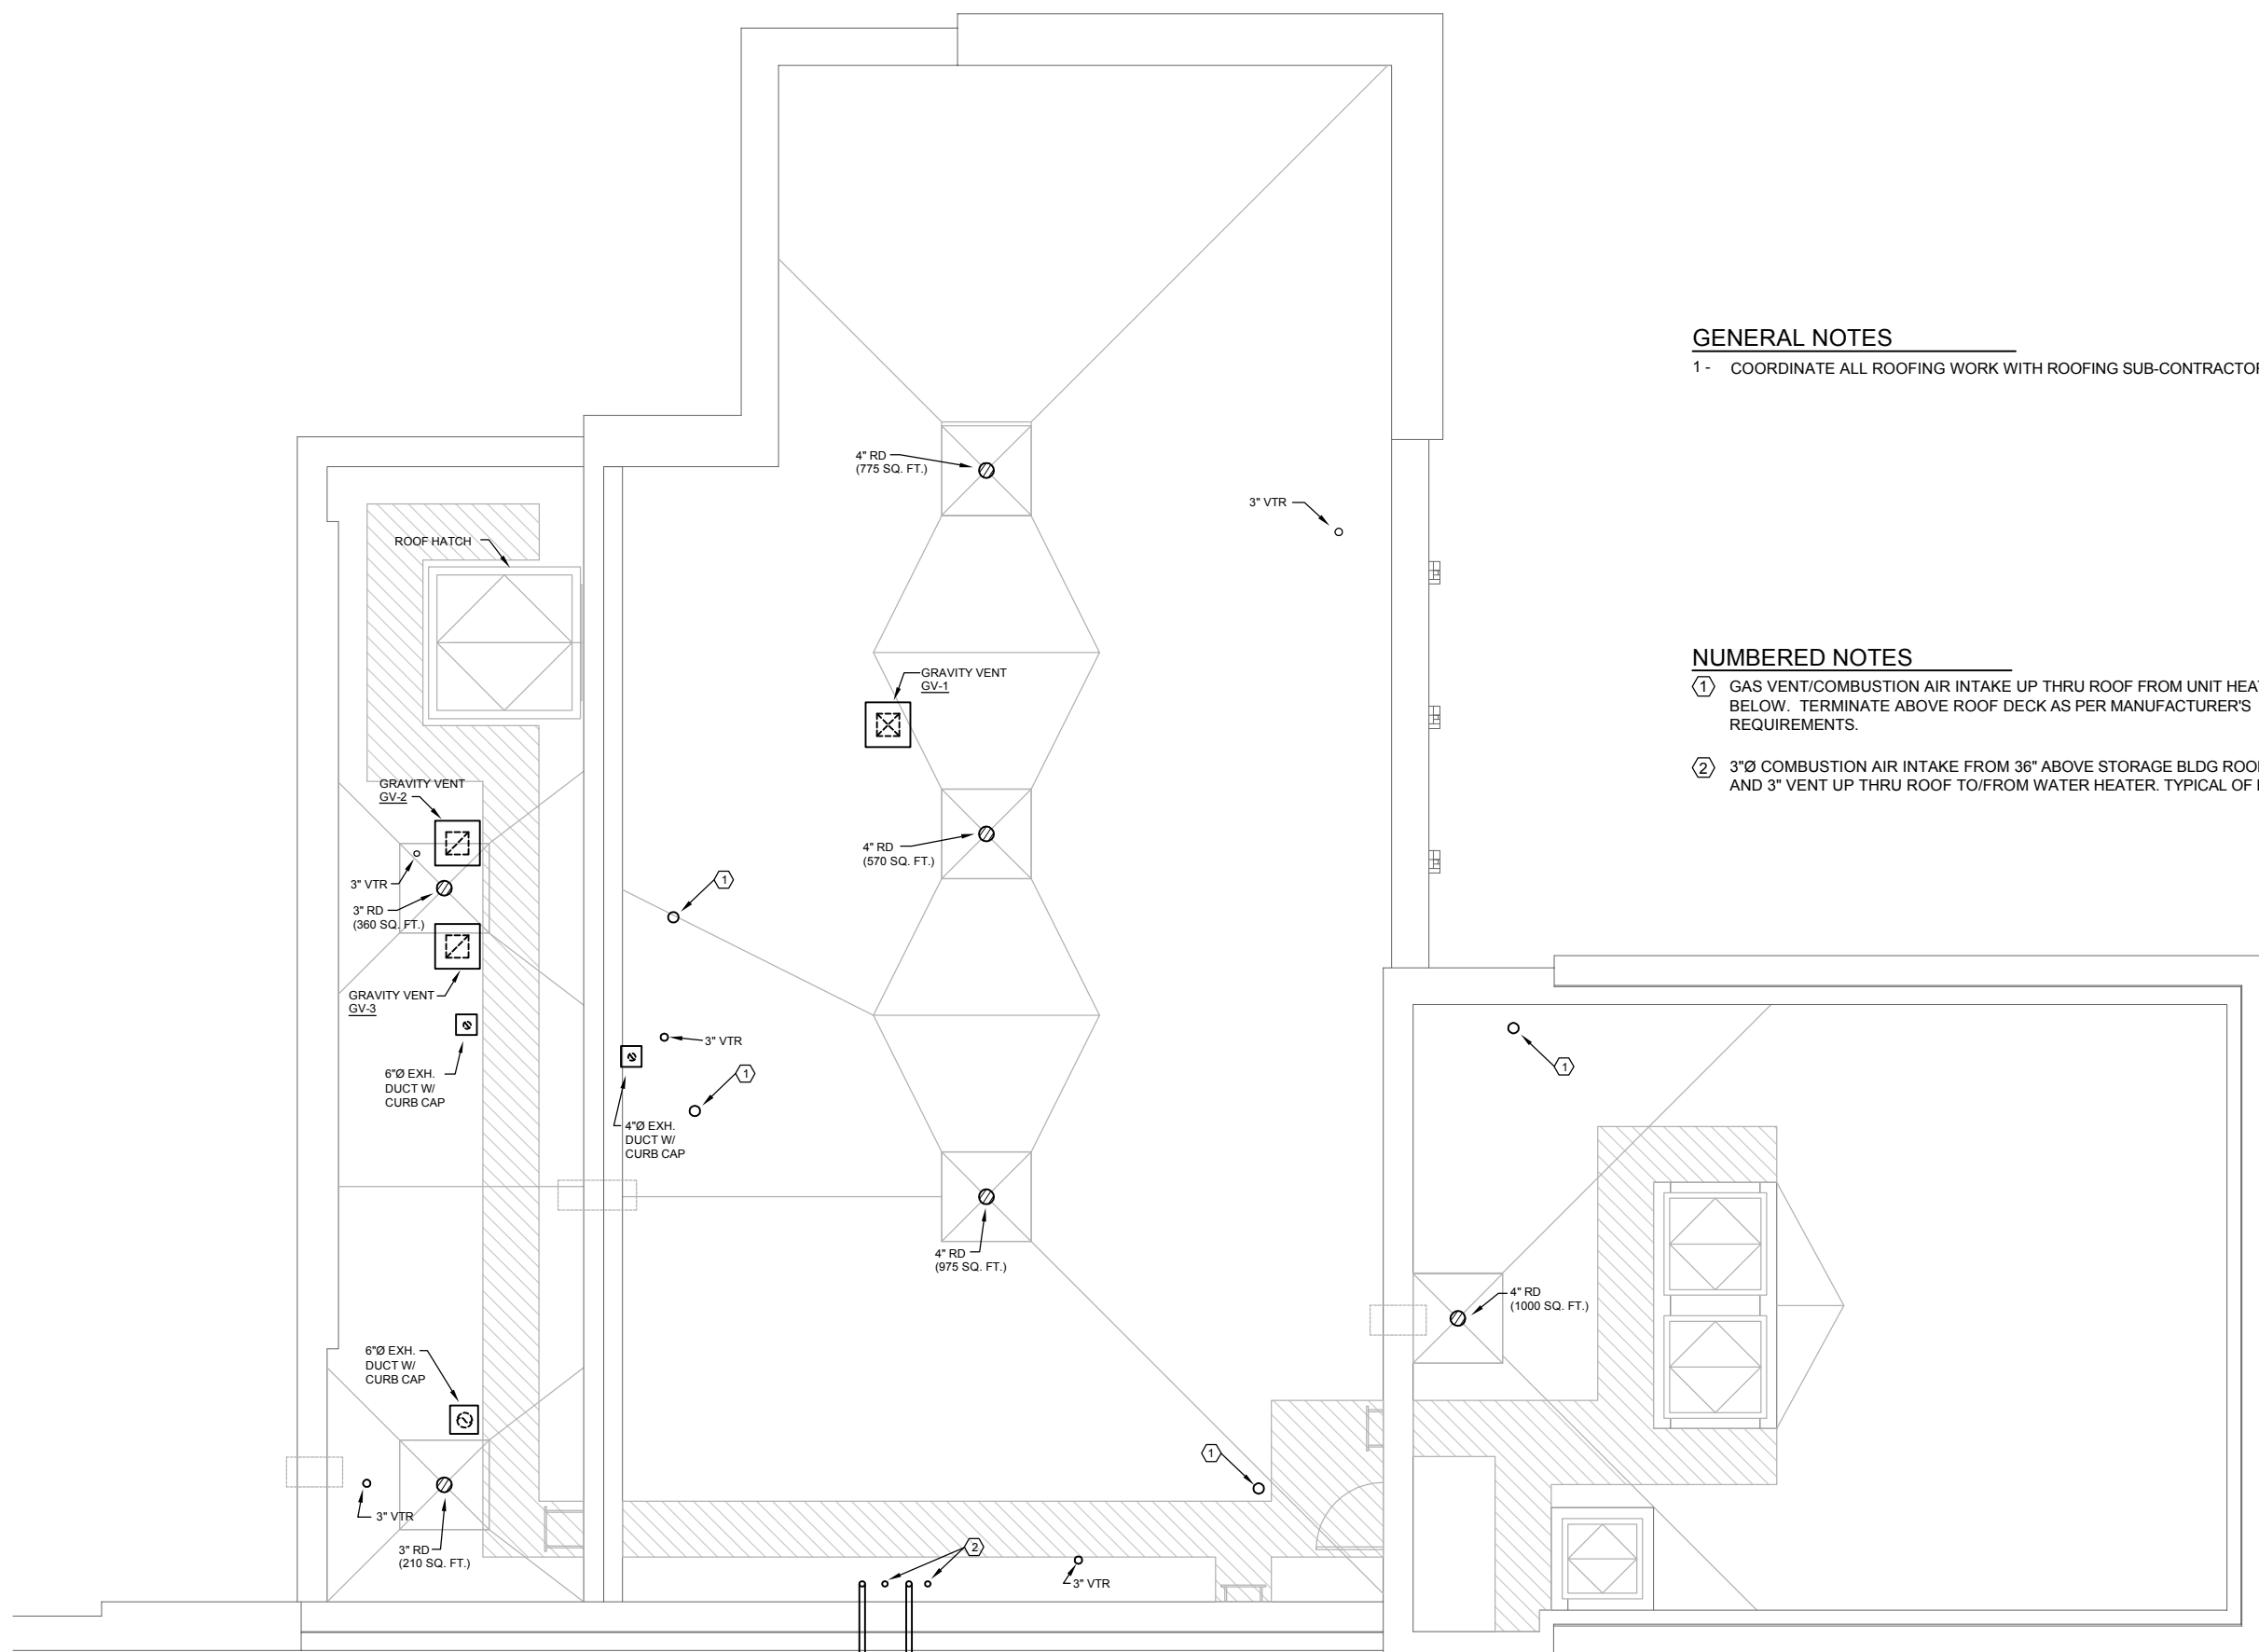 GENERAL NOTES
1 - COORDINATE ALL ROOFING WORK WITH ROOFING SUB-CONTRACTOR
4" RD
(775 SQ. FT.)
3" VTR
ROOF HATCH
NUMBERED NOTES
1 GAS VENT/COMBUSTION AIR INTAKE UP THRU ROOF FROM UNIT
BELOW. TERMINATE ABOVE ROOF DECK AS PER MANUFACTURER'S
REQUIREMENTS.
2 3"Ø COMBUSTION AIR INTAKE FROM 36" ABOVE STORAGE BLDG
AND 3" VENT UP THRU ROOF TO/FROM WATER HEATER. TYPICAL OF
GRAVITY VENT
GV-1
GRAVITY VENT
GV-2
4" RD
(570 SQ. FT.)
3" VTR
3" RD
(360 SQ. FT.)
1
GRAVITY VENT
GV-3
3" VTR
1
1
6"Ø EXH.
DUCT W/
CURB CAP
4"Ø EXH.
DUCT W/
CURB CAP
4" RD
(975 SQ. FT.)
4" RD
(1000 SQ. FT.)
6"Ø EXH.
DUCT W/
CURB CAP
1
3" VTR
3" RD
(210 SQ. FT.)
2
3" VTR